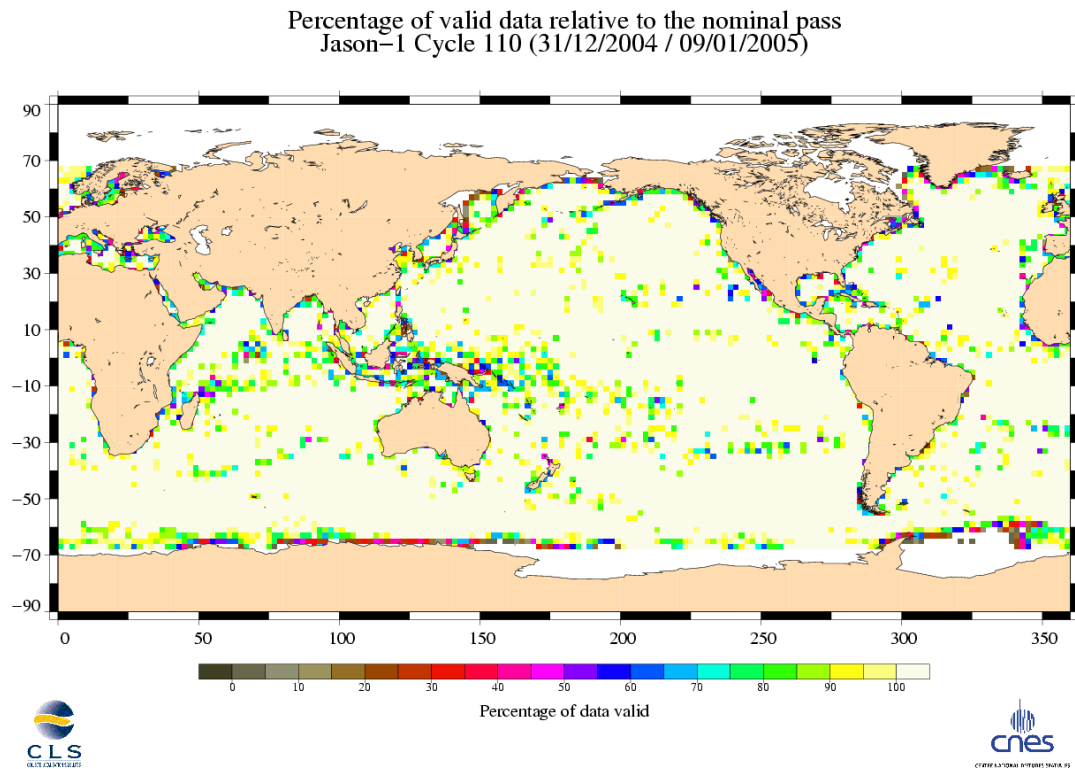 Percentage of valid data relative to the nominal pass
Jason−1 Cycle 110 (31/12/2004 / 09/01/2005)
90
70
50
30
10
−10
−30
−50
−70
−90
0 50 100 150 200 250 300 350
0 10 20 30 40 50 60 70 80 90 100
Percentage of data valid
CLS
cnes